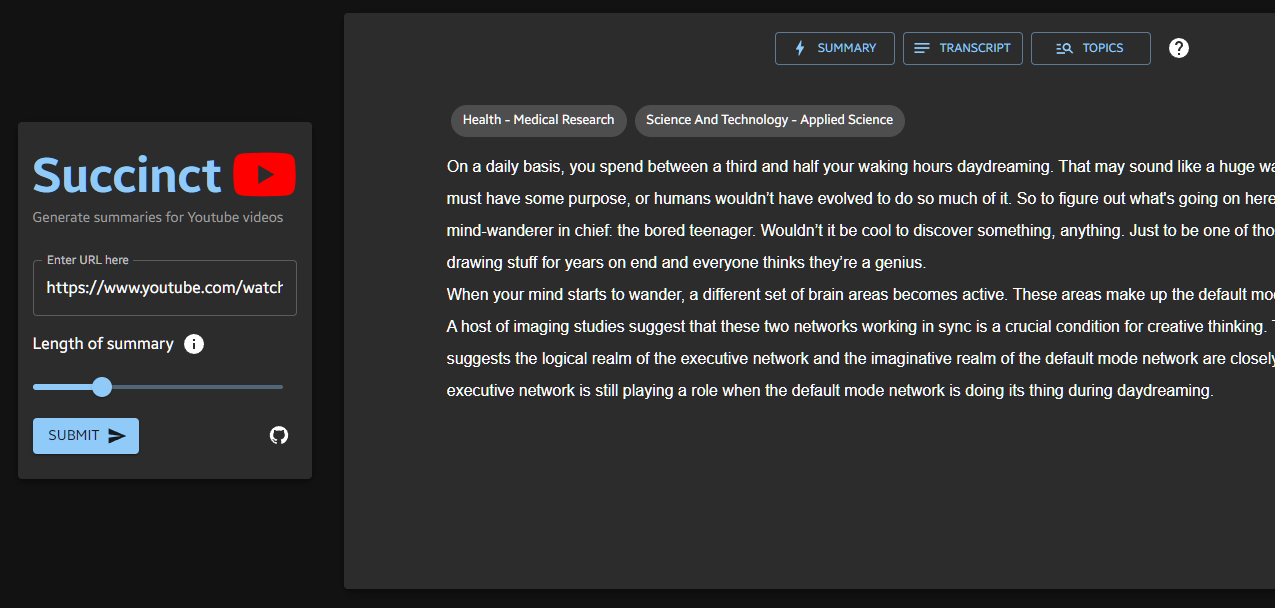 Succinct
Generate summaries for Youtube videos
Enter URL here
https://www.youtube.com/watch
Length of summary
SUBMIT
SUMMARY
TRANSCRIPT
TOPICS
Health - Medical Research
Science And Technology - Applied Science
On a daily basis, you spend between a third and half your waking hours daydreaming. That may sound like a huge
must have some purpose, or humans wouldn’t have evolved to do so much of it. So to figure out what's going on here
mind-wanderer in chief: the bored teenager. Wouldn’t it be cool to discover something, anything. Just to be one of
drawing stuff for years on end and everyone thinks they’re a genius.
When your mind starts to wander, a different set of brain areas becomes active. These areas make up the default
A host of imaging studies suggest that these two networks working in sync is a crucial condition for creative thinking.
suggests the logical realm of the executive network and the imaginative realm of the default mode network are closely
executive network is still playing a role when the default mode network is doing its thing during daydreaming.